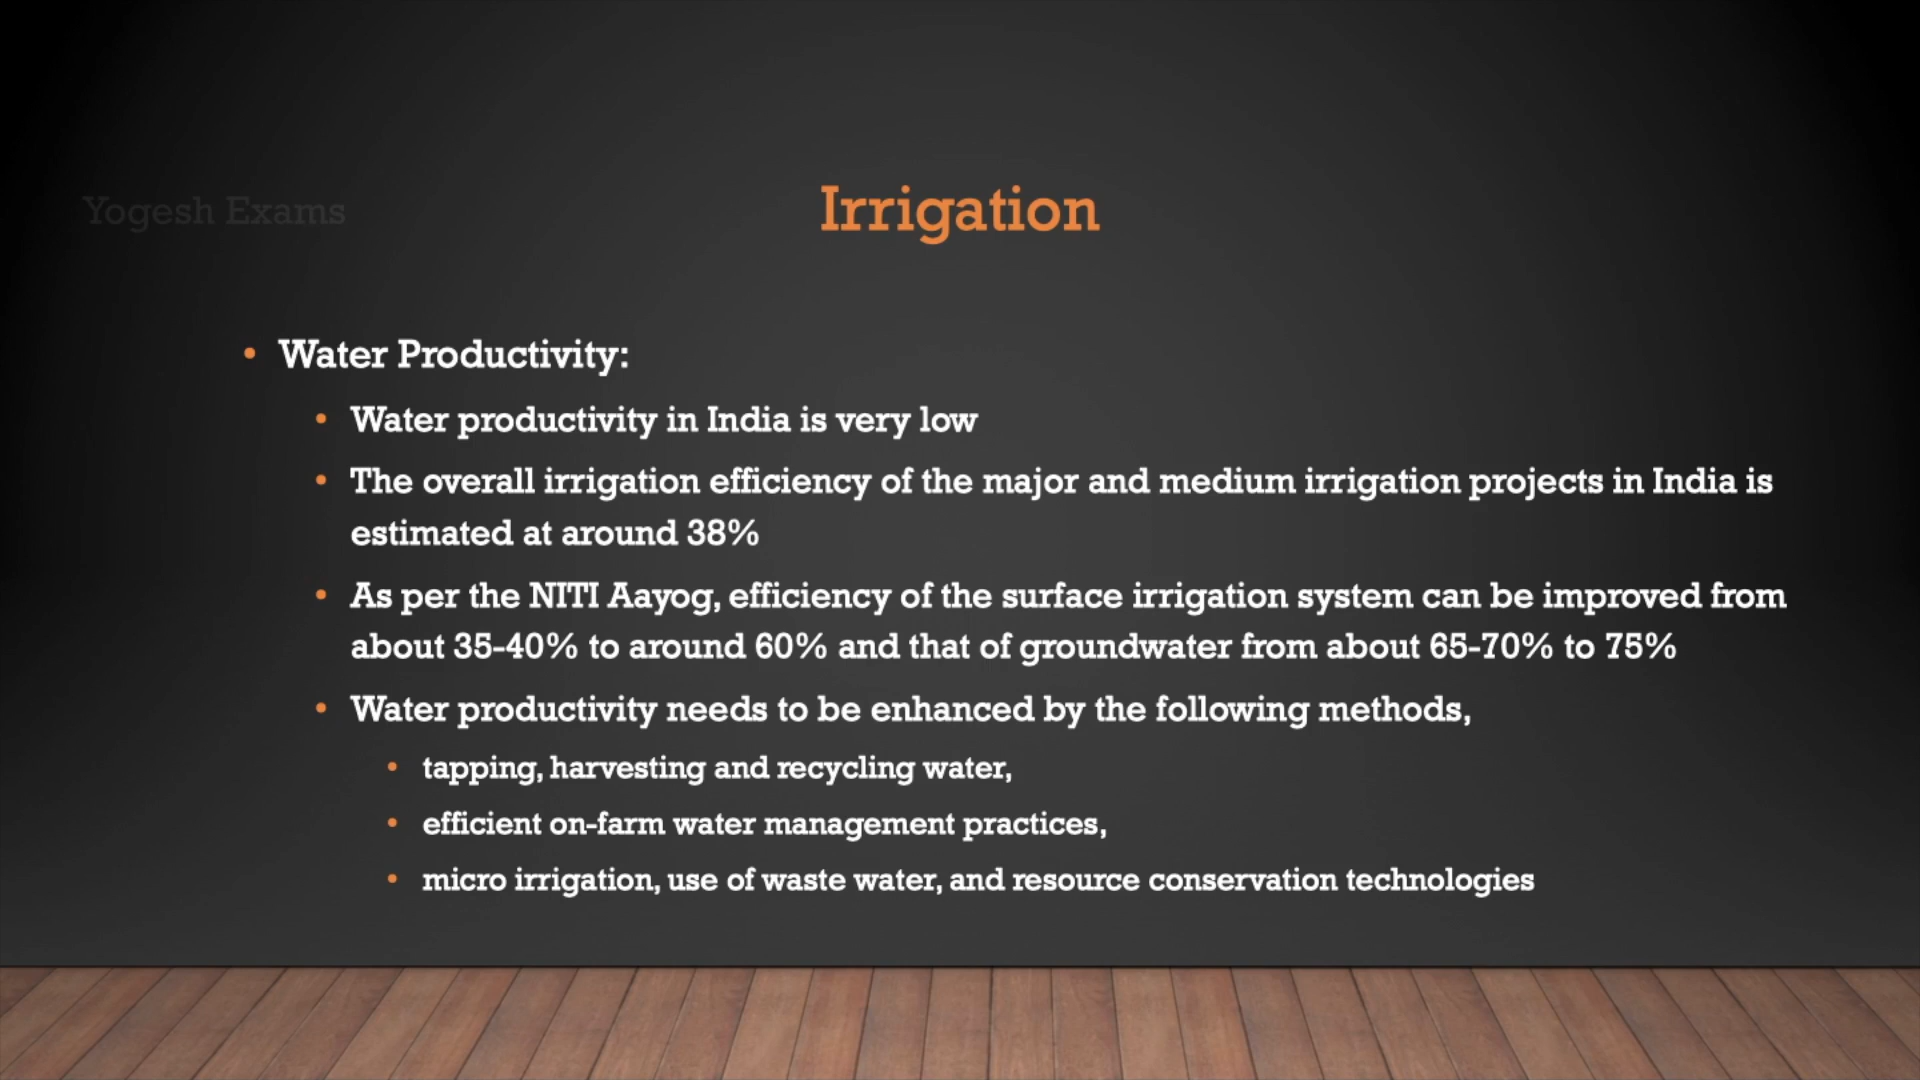 Yogesh Exams
Irrigation
• Water Productivity:
• Water productivity in India is very low
• The overall irrigation efficiency of the major and medium irrigation projects in India is
estimated at around 38%
• As per the NITI Aayog, efficiency of the surface irrigation system can be improved from
about 35-40% to around 60% and that of groundwater from about 65-70% to 75%
• Water productivity needs to be enhanced by the following methods,
• tapping, harvesting and recycling water,
• efficient on-farm water management practices,
• micro irrigation, use of waste water, and resource conservation technologies